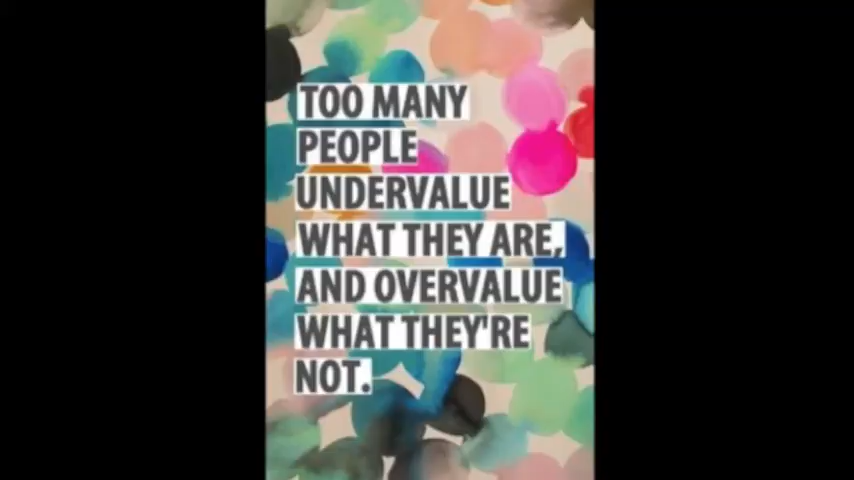 TOO MANY
PEOPLE
UNDERVALUE
WHAT THEY ARE,
AND OVERVALUE
WHAT THEY'RE
NOT.